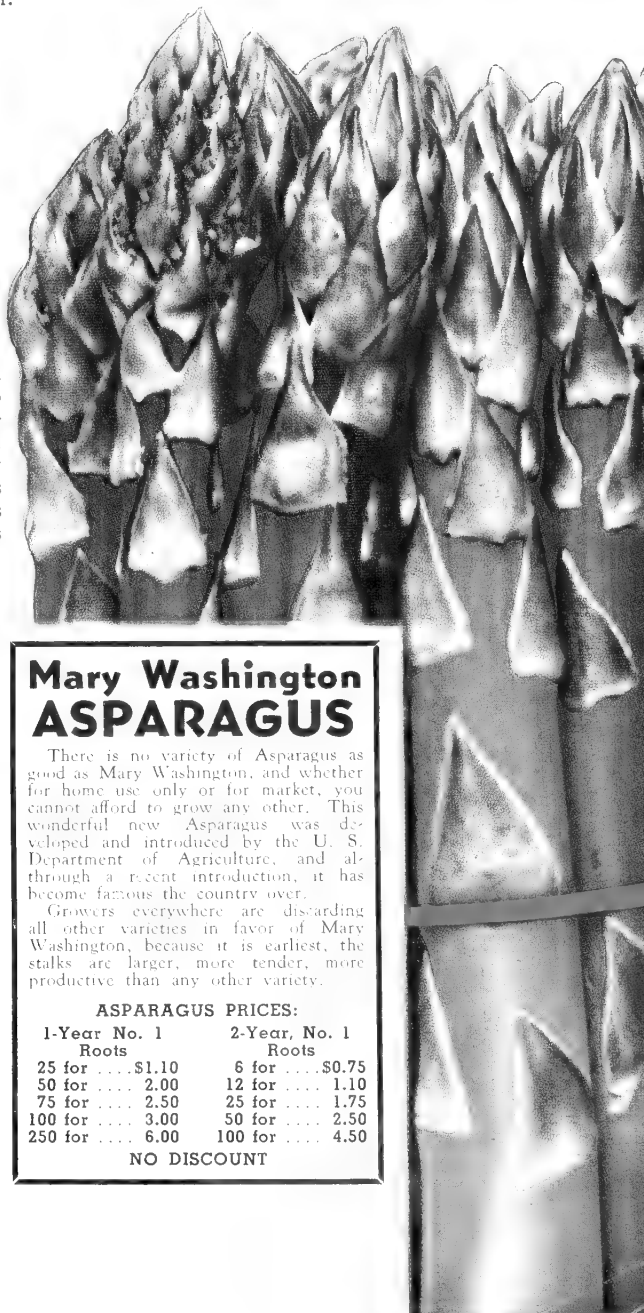 Mary Washington
ASPARAGUS
There is no variety of Asparagus as
good as Mary Washington, and whether
for home use only or for market, you
cannot afford to grow any other. This
wonderful new Asparagus was de-
veloped and introduced by the U. S.
Department of Agriculture, and al-
through a recent introduction, it has
become famous the country over.
Growers everywhere are discarding
all other varieties in favor of Mary
Washington, because it is earliest, the
stalks are larger, more tender, more
productive than any other variety.
ASPARAGUS PRICES:
1-Year No. 1 2-Year, No. 1
Roots Roots
25 for .... $1.10 6 for .... $0.75
50 for .... 2.00 12 for .... 1.10
75 for .... 2.50 25 for .... 1.75
100 for .... 3.00 50 for .... 2.50
250 for .... 6.00 100 for .... 4.50
NO DISCOUNT